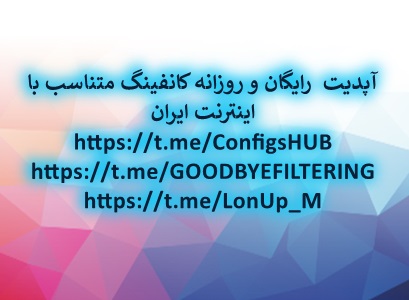 آپدیت رایگان و روزانه کانفینگ متناسب با
اینترنت ایران
https://t.me/ConfigsHUB
https://t.me/GOODBYEFILTERING
https://t.me/LonUp_M